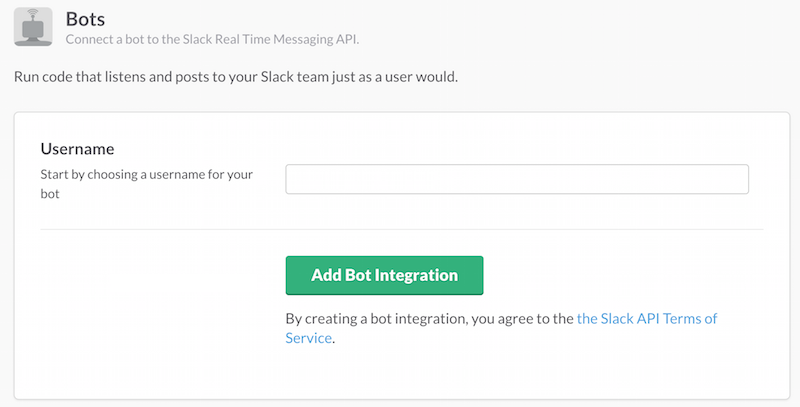 Bots
Connect a bot to the Slack Real Time Messaging API.
Run code that listens and posts to your Slack team just as a user would.
Username
Start by choosing a username for your
bot
Add Bot Integration
By creating a bot integration, you agree to the the Slack API Terms of
Service.